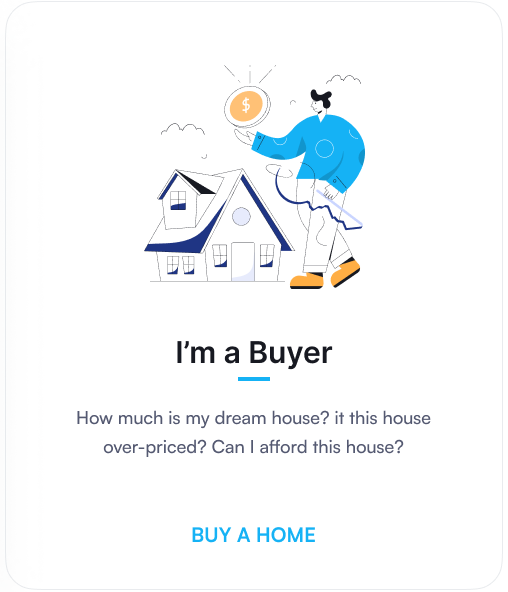 $
I'm a Buyer
How much is my dream house? it this house
over-priced? Can I afford this house?
BUY A HOME